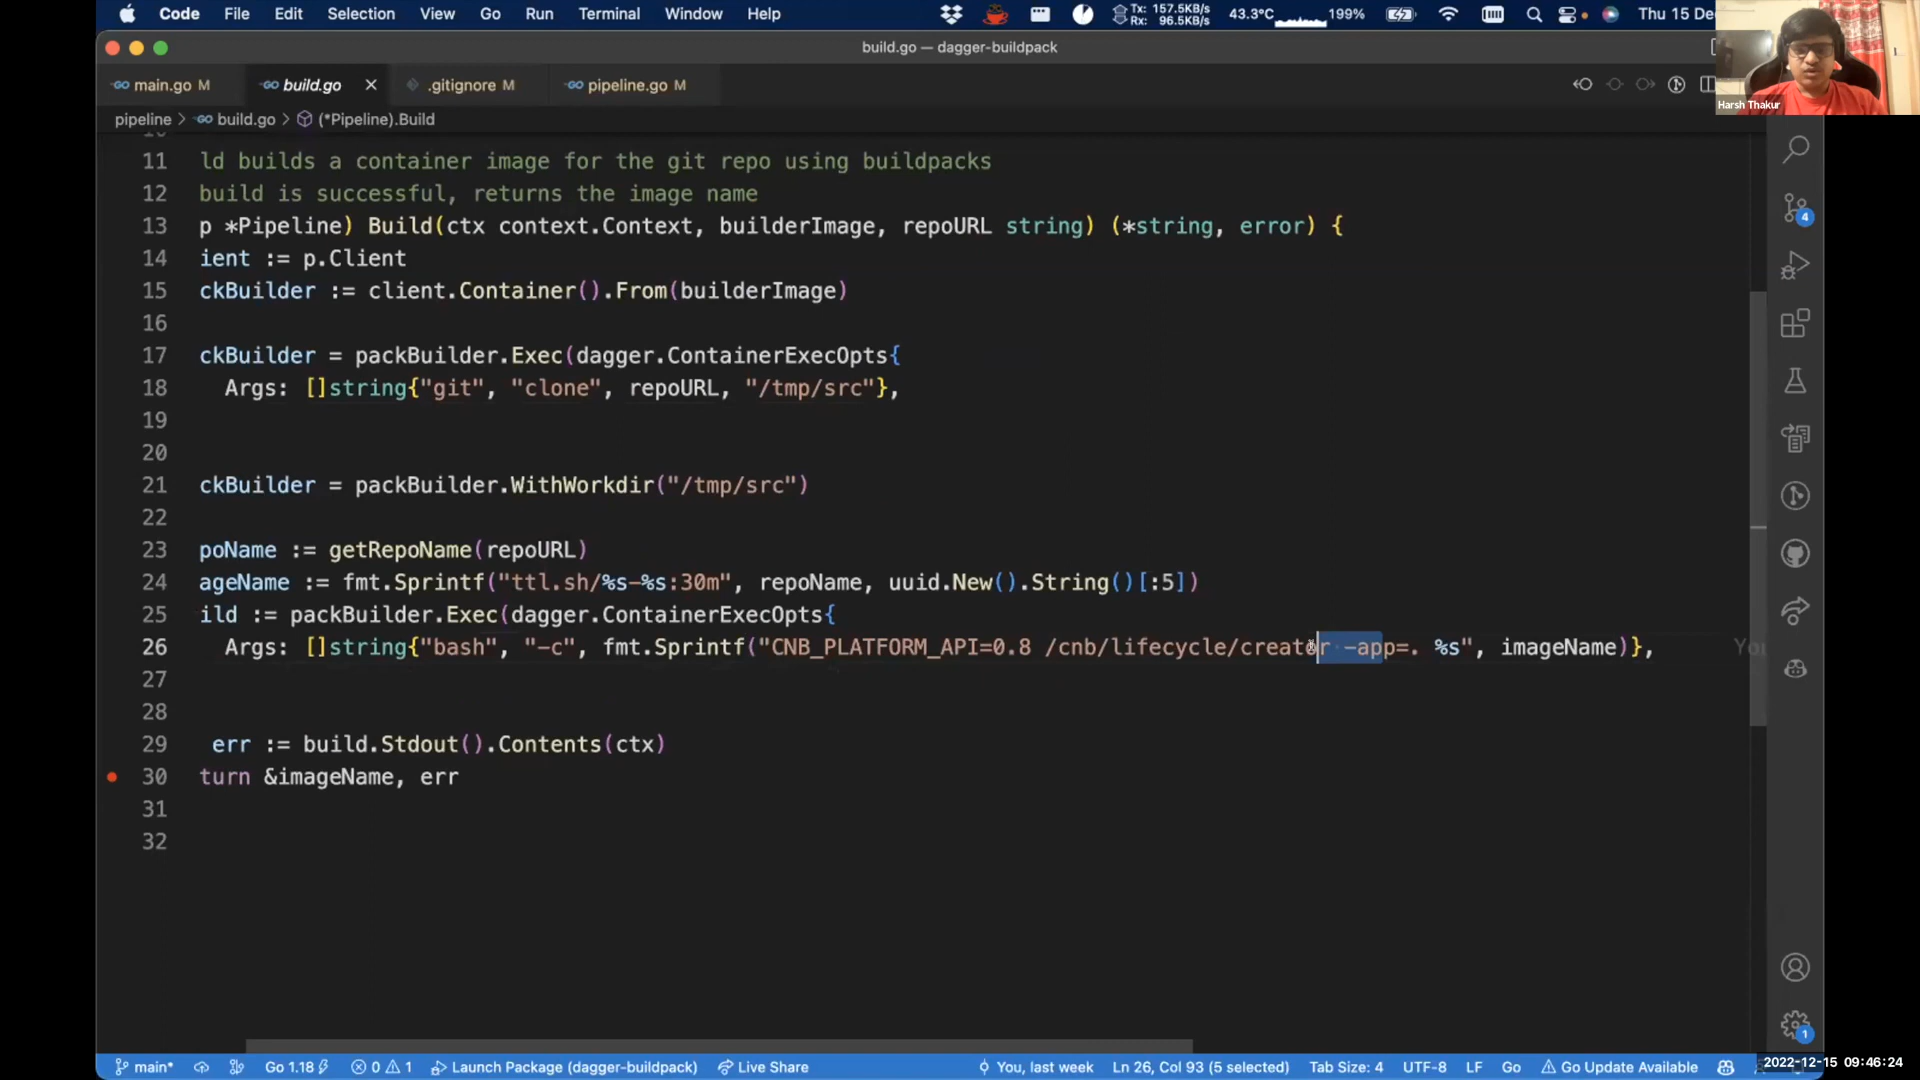 Code File Edit Selection View Go Run Terminal Window Help Tx: 157.5KB/s Rx: 96.5KB/s 43.3°C 199% Thu 15 De
build.go — dagger-buildpack
main.go M build.go .gitignore M pipeline.go M
Harsh Thakur
pipeline > build.go > (*Pipeline).Build
11 ld builds a container image for the git repo using buildpacks
12 build is successful, returns the image name
13 p *Pipeline) Build(ctx context.Context, builderImage, repoURL string) (*string, error) {
14 ient := p.Client
15 ckBuilder := client.Container().From(builderImage)
16
17 ckBuilder = packBuilder.Exec(dagger.ContainerExecOpts{
18 Args: []string{"git", "clone", repoURL, "/tmp/src"},
19
20
21 ckBuilder = packBuilder.WithWorkdir("/tmp/src")
22
23 poName := getRepoName(repoURL)
24 ageName := fmt.Sprintf("ttl.sh/%s-%s:30m", repoName, uuid.New().String()[:5])
25 ild := packBuilder.Exec(dagger.ContainerExecOpts{
26 Args: []string{"bash", "-c", fmt.Sprintf("CNB_PLATFORM_API=0.8 /cnb/lifecycle/creator -app=. %s", imageName)}, You
27
28
29 err := build.Stdout().Contents(ctx)
30 turn &imageName, err
31
32
4
1
main* Go 1.18 0 1 Launch Package (dagger-buildpack) Live Share You, last week Ln 26, Col 93 (5 selected) Tab Size: 4 UTF-8 LF Go Go Update Available
2022-12-15 09:46:24